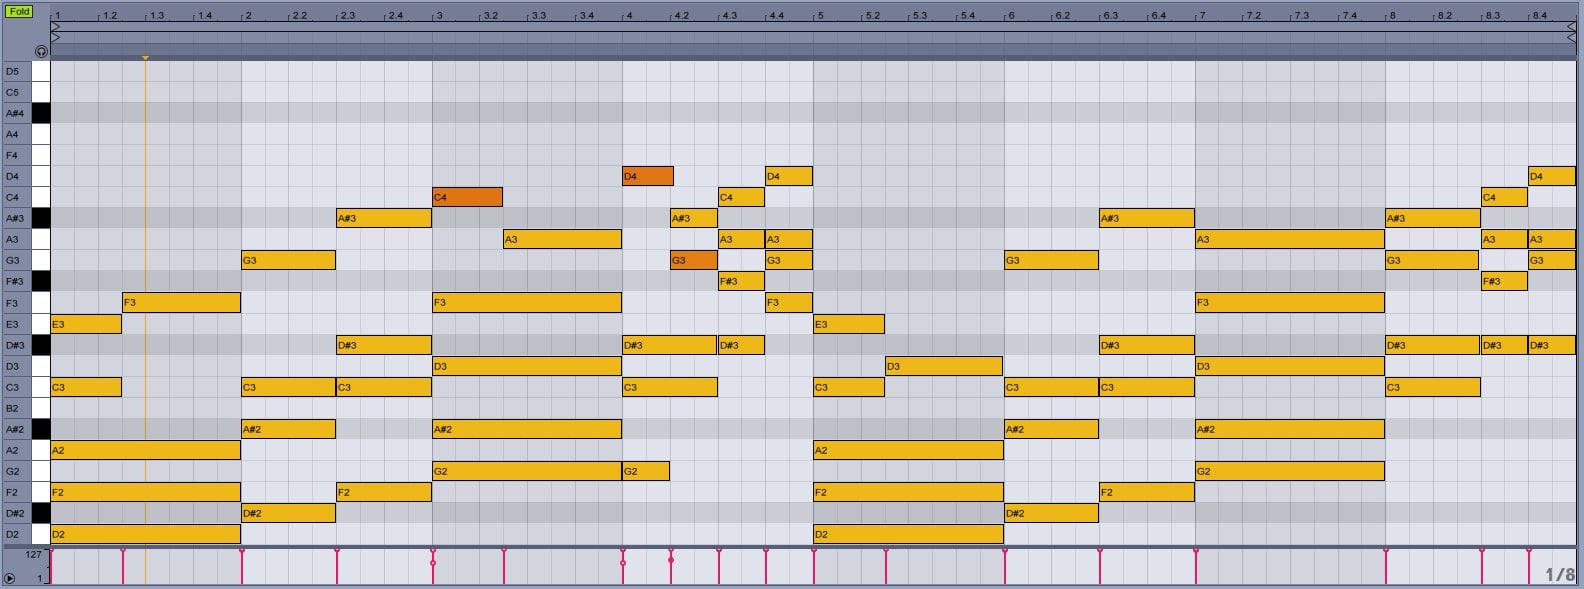 Fold 1 1.2 1.3 1.4 2 2.2 2.3 2.4 3 3.2 3.3 3.4 4 4.2 4.3 4.4 5 5.2 5.3 5.4 6 6.2 6.3 6.4 7 7.2 7.3 7.4 8 8.2 8.3 8.4
D5
C5
A#4
A4
F4
D4 D4 D4 D4
C4 C4 C4 C4
A#3 A#3 A#3 A#3 A#3
A3 A3 A3 A3 A3 A3 A3
G3 G3 G3 G3 G3 G3 G3
F#3 F#3 F#3
F3 F3 F3 F3 F3
E3 E3 E3
D#3 D#3 D#3 D#3 D#3 D#3 D#3 D#3
D3 D3 D3 D3
C3 C3 C3 C3 C3 C3 C3 C3 C3
B2
A#2 A#2 A#2 A#2 A#2
A2 A2 A2
G2 G2 G2 G2
F2 F2 F2 F2 F2
D#2 D#2 D#2
D2 D2 D2
127
1 1/8